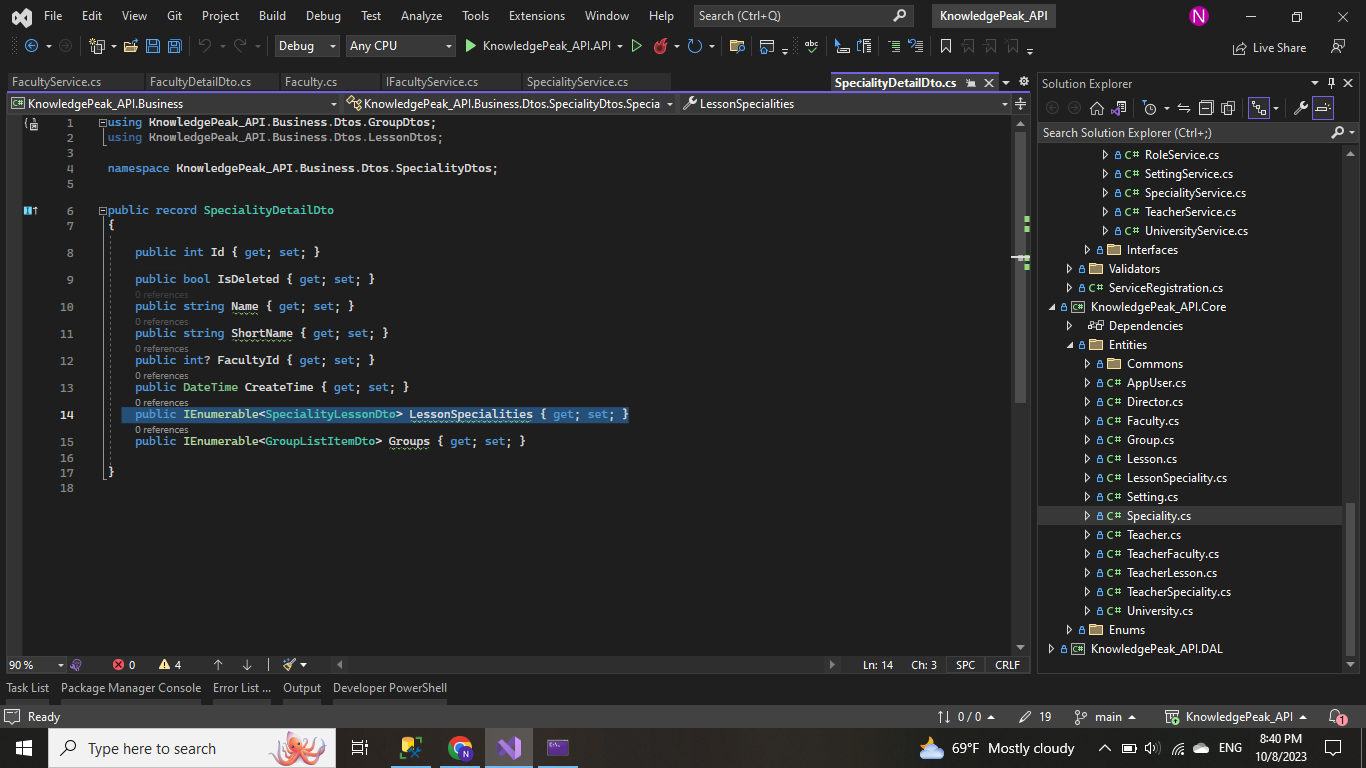 File Edit View Git Project Build Debug Test Analyze Tools Extensions Window Help Search (Ctrl+Q) KnowledgePeak_API N
Debug Any CPU KnowledgePeak_API.API Live Share
FacultyService.cs FacultyDetailDto.cs Faculty.cs IFacultyService.cs SpecialityService.cs SpecialityDetailDto.cs
KnowledgePeak_API.Business KnowledgePeak_API.Business.Dtos.SpecialityDtos.Specia LessonSpecialities
1 using KnowledgePeak_API.Business.Dtos.GroupDtos;
2 using KnowledgePeak_API.Business.Dtos.LessonDtos;
3
4 namespace KnowledgePeak_API.Business.Dtos.SpecialityDtos;
5
6 public record SpecialityDetailDto
7 {
8 public int Id { get; set; }
9 public bool IsDeleted { get; set; }
0 references
10 public string Name { get; set; }
0 references
11 public string ShortName { get; set; }
0 references
12 public int? FacultyId { get; set; }
0 references
13 public DateTime CreateTime { get; set; }
0 references
14 public IEnumerable<SpecialityLessonDto> LessonSpecialities { get; set; }
0 references
15 public IEnumerable<GroupListItemDto> Groups { get; set; }
16
17 }
18
90 % 0 4 Ln: 14 Ch: 3 SPC CRLF
Solution Explorer
Search Solution Explorer (Ctrl+;)
C# RoleService.cs
C# SettingService.cs
C# SpecialityService.cs
C# TeacherService.cs
C# UniversityService.cs
Interfaces
Validators
C# ServiceRegistration.cs
KnowledgePeak_API.Core
Dependencies
Entities
Commons
C# AppUser.cs
C# Director.cs
C# Faculty.cs
C# Group.cs
C# Lesson.cs
C# LessonSpeciality.cs
C# Setting.cs
C# Speciality.cs
C# Teacher.cs
C# TeacherFaculty.cs
C# TeacherLesson.cs
C# TeacherSpeciality.cs
C# University.cs
Enums
KnowledgePeak_API.DAL
Task List Package Manager Console Error List ... Output Developer PowerShell
Ready 0 / 0 19 main KnowledgePeak_API 1
Type here to search 69°F Mostly cloudy ENG 8:40 PM
10/8/2023